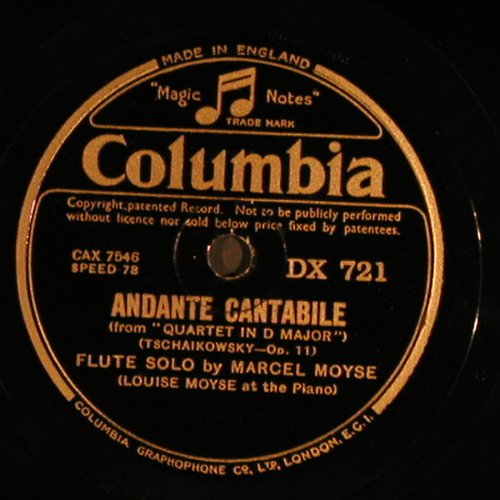 MADE IN ENGLAND
"Magic Notes"
TRADE MARK
Columbia
Copyright,patented Record. Not to be publicly performed
without licence nor sold below price fixed by patentees.
CAX 7546
SPEED 78
DX 721
ANDANTE CANTABILE
(from "QUARTET IN D MAJOR")
(TSCHAIKOWSKY—Op. 11)
FLUTE SOLO by MARCEL MOYSE
(LOUISE MOYSE at the Piano)
COLUMBIA GRAPHOPHONE CO., LTD., LONDON, E.C.1.